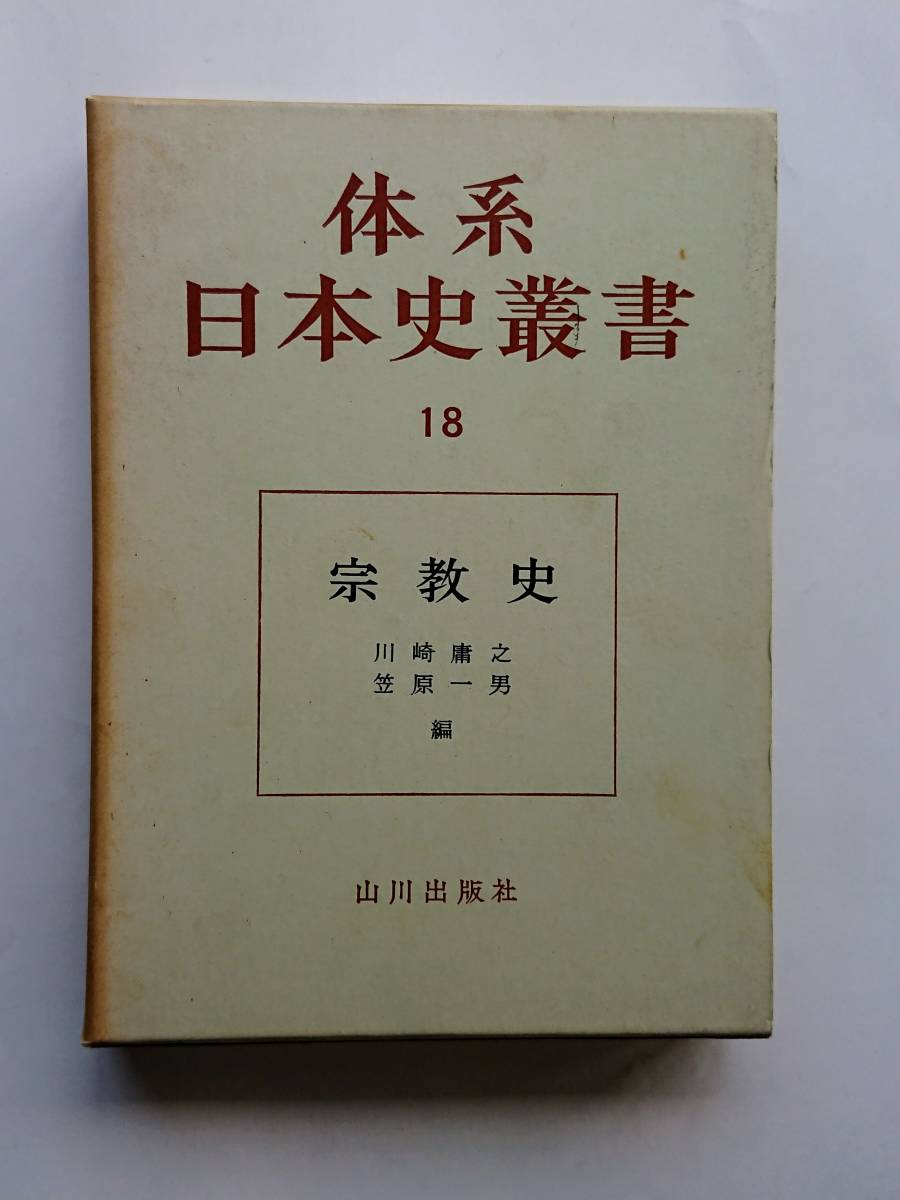 体系
日本史叢書
18
宗教史
川崎庸之
笠原一男
編
山川出版社